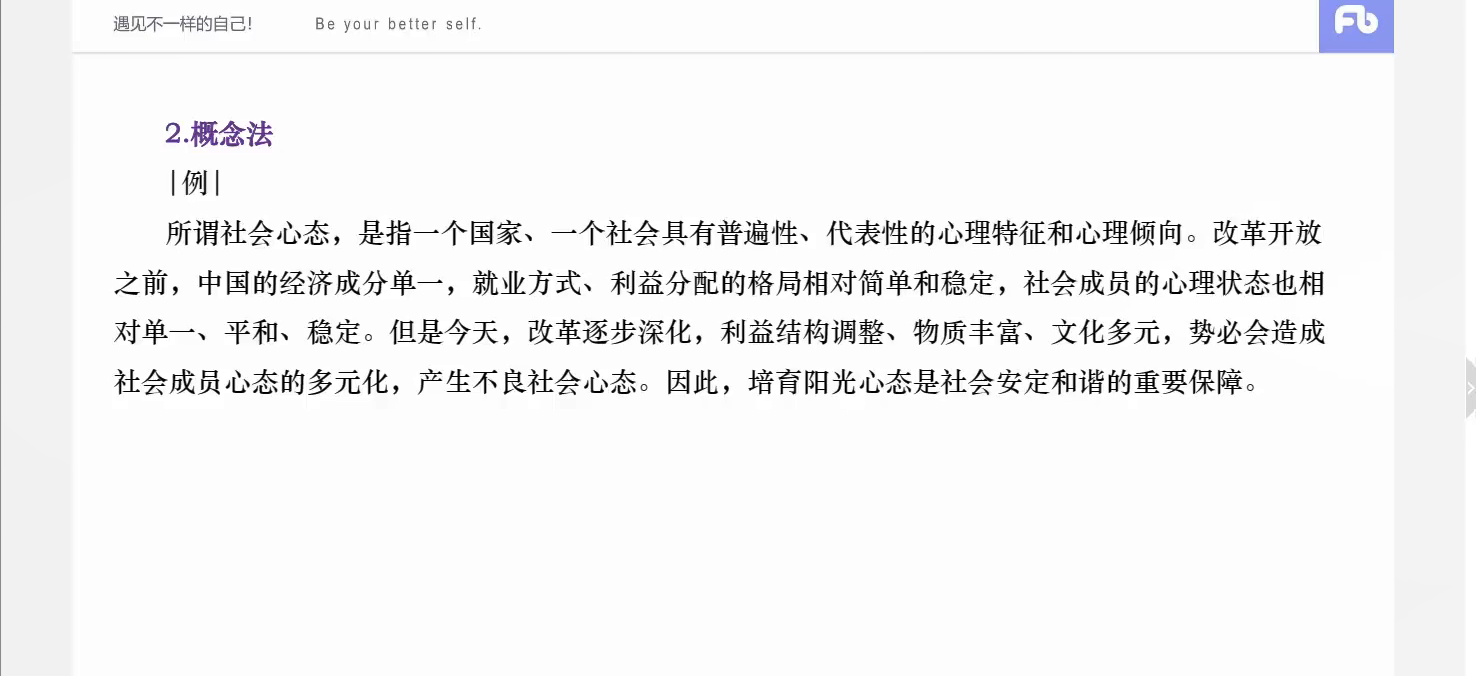 遇见不一样的自己! Be your better self.
Fb
2.概念法
|例|
所谓社会心态，是指一个国家、一个社会具有普遍性、代表性的心理特征和心理倾向。改革开放
之前，中国的经济成分单一，就业方式、利益分配的格局相对简单和稳定，社会成员的心理状态也相
对单一、平和、稳定。但是今天，改革逐步深化，利益结构调整、物质丰富、文化多元，势必会造成
社会成员心态的多元化，产生不良社会心态。因此，培育阳光心态是社会安定和谐的重要保障。